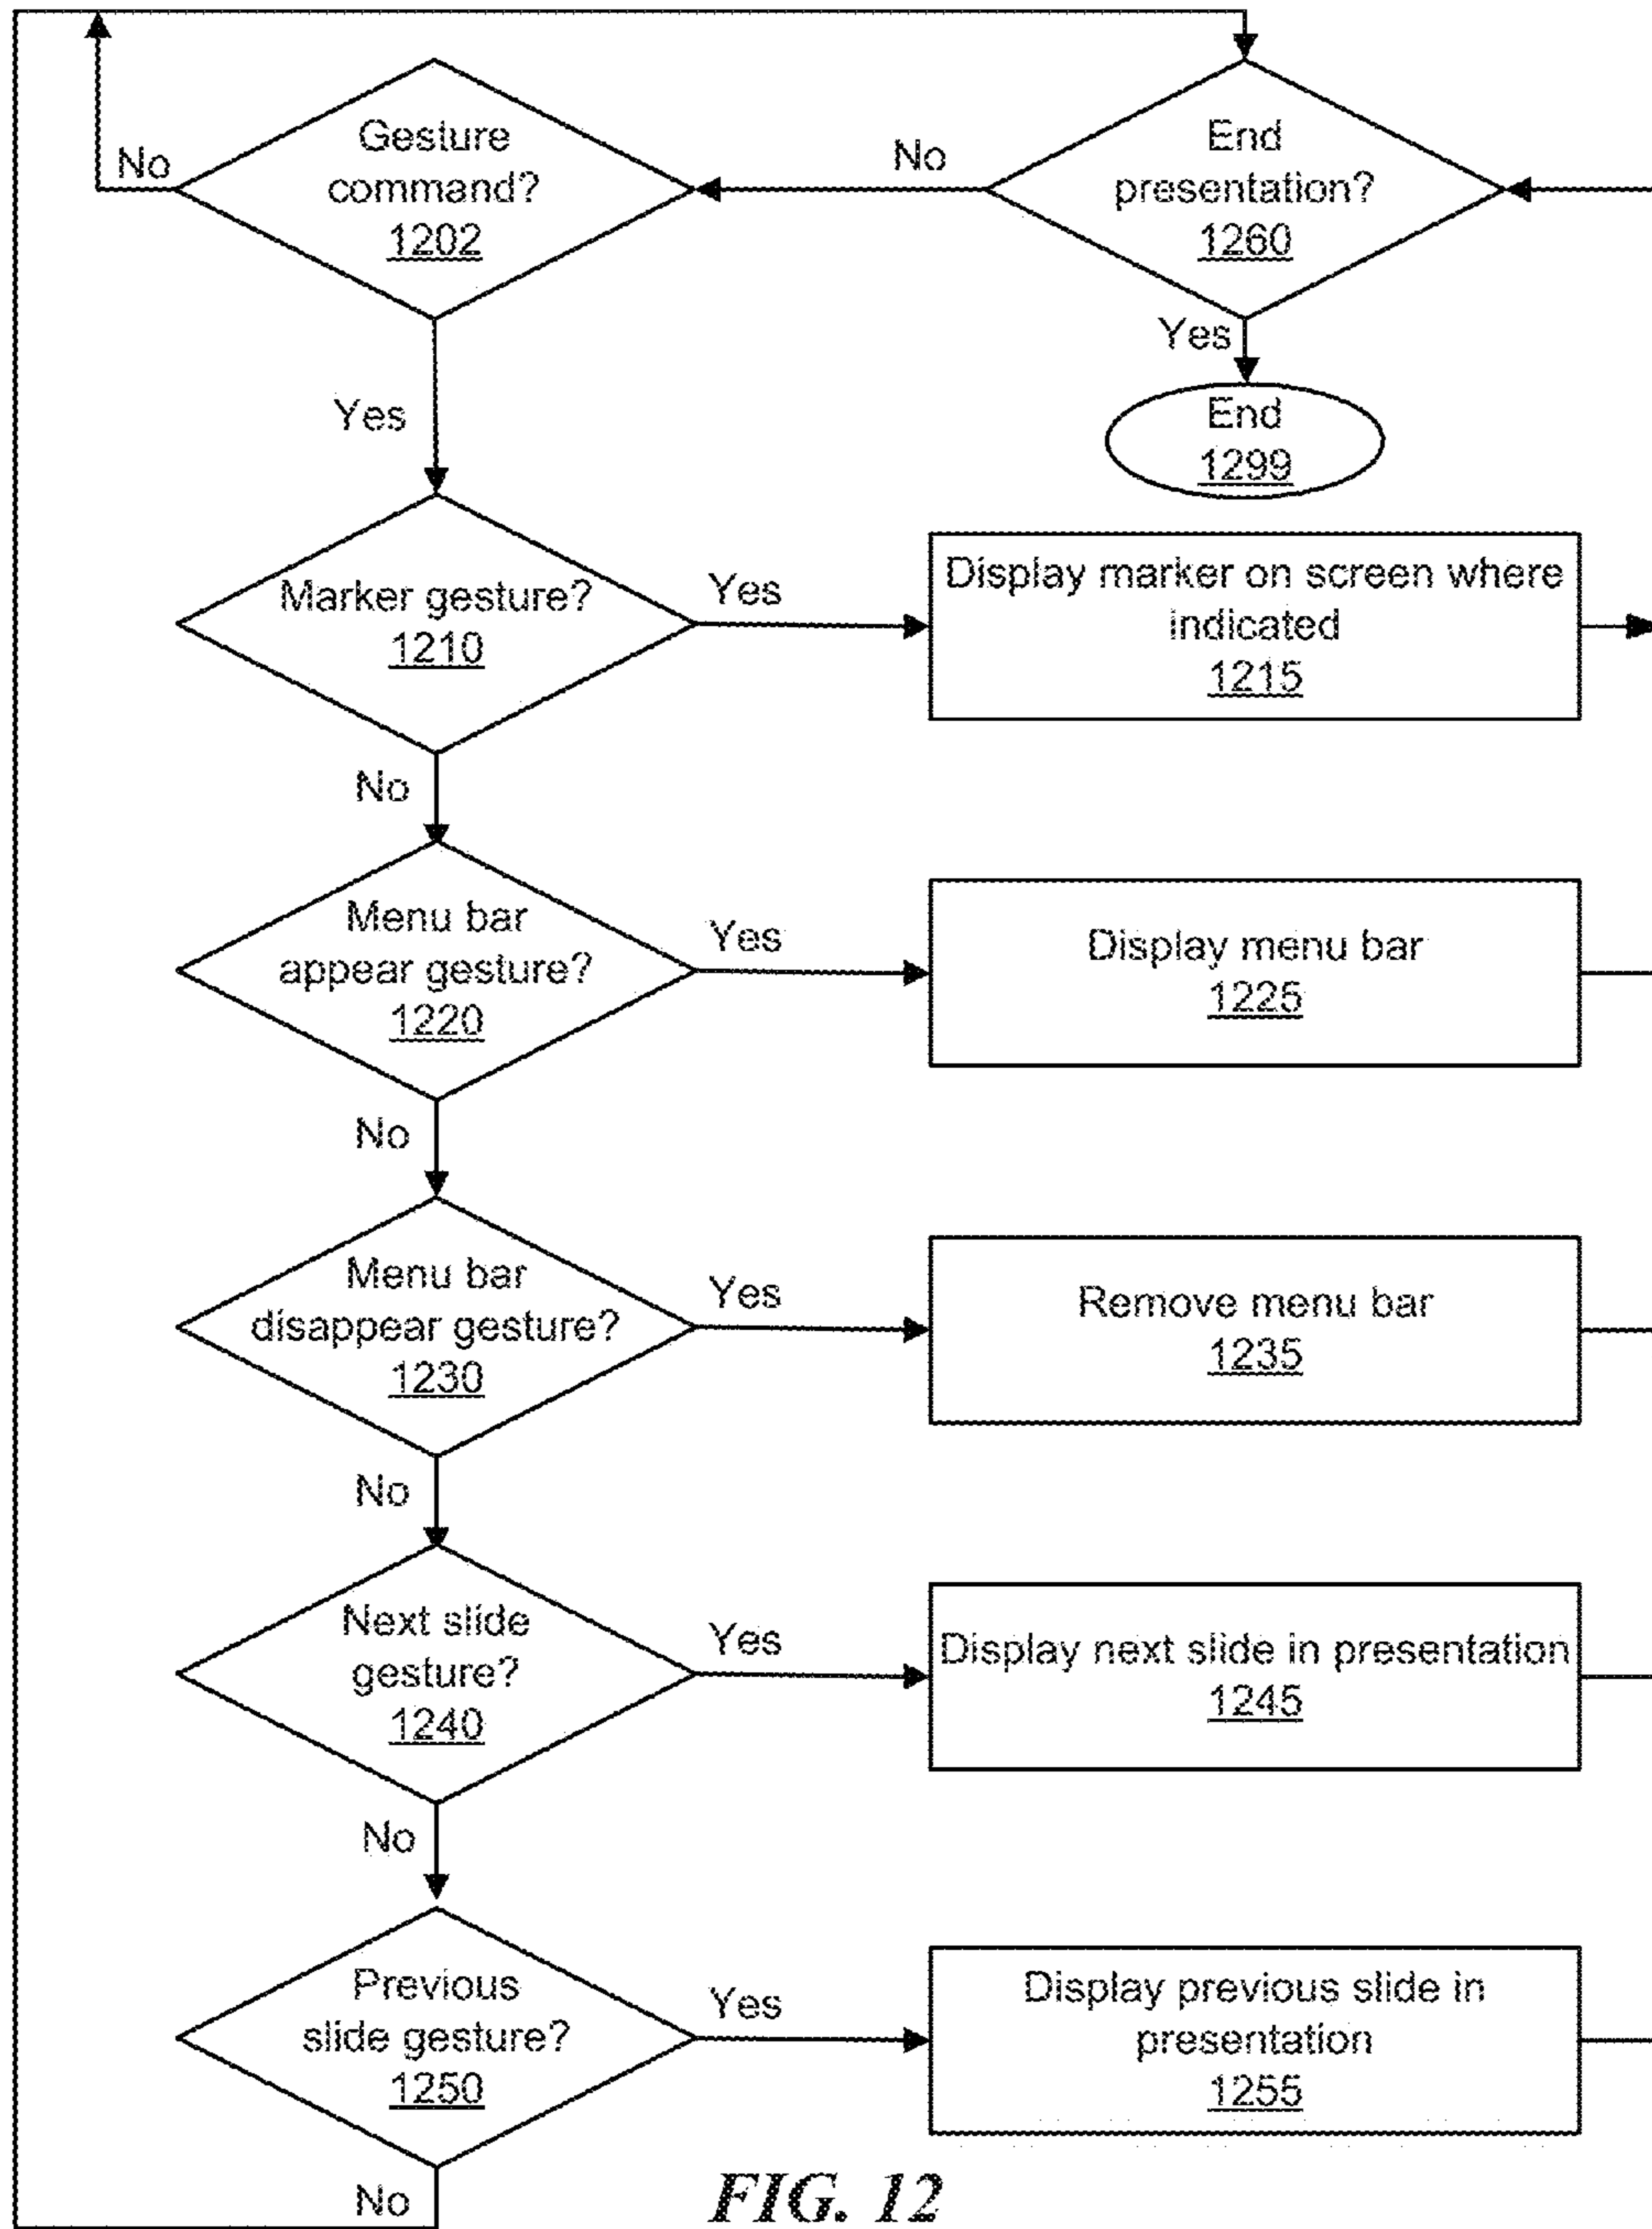 Gesture
command?
1202
No
No
End
presentation?
1260
Yes
Yes
End
1299
Marker gesture?
1210
Yes
Display marker on screen where
indicated
1215
No
Menu bar
appear gesture?
1220
Yes
Display menu bar
1225
No
Menu bar
disappear gesture?
1230
Yes
Remove menu bar
1235
No
Next slide
gesture?
1240
Yes
Display next slide in presentation
1245
No
Previous
slide gesture?
1250
Yes
Display previous slide in
presentation
1255
No
FIG. 12